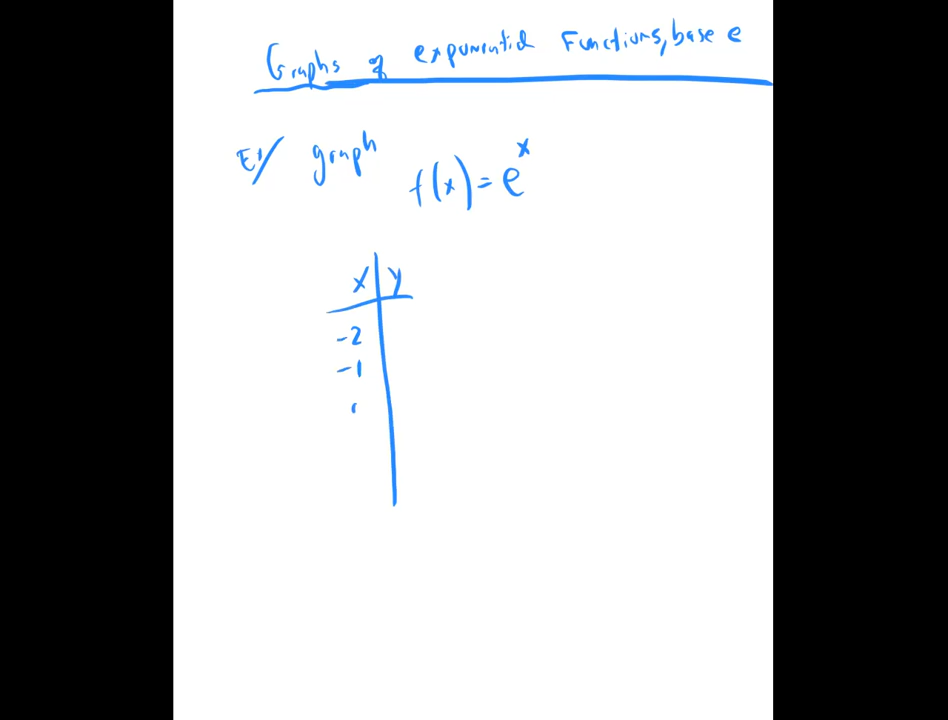 Graphs of exponential Functions, base e
Ex/ graph f(x) = e^x
x y
-2
-1